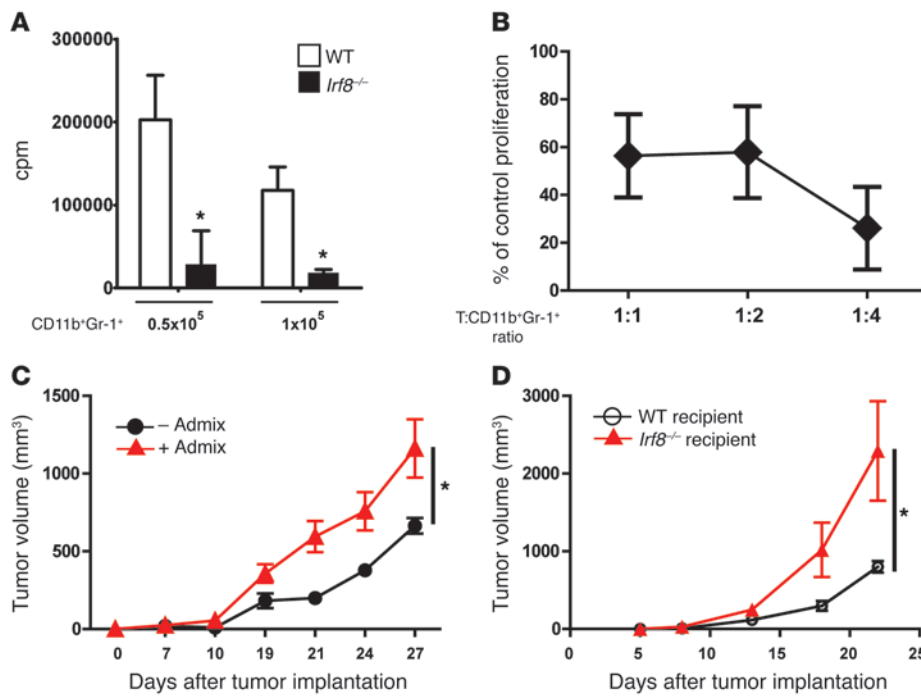 A
300000
200000
100000
0
cpm
WT
Irf8⁻/⁻
*
*
CD11b⁺Gr-1⁺
0.5x10⁵
1x10⁵
B
100
80
60
40
20
0
% of control proliferation
1:1
1:2
1:4
T:CD11b⁺Gr-1⁺
ratio
C
1500
1000
500
0
Tumor volume (mm³)
– Admix
+ Admix
*
0 7 10 19 21 24 27
Days after tumor implantation
D
3000
2000
1000
0
Tumor volume (mm³)
WT recipient
Irf8⁻/⁻ recipient
*
0 5 10 15 20 25
Days after tumor implantation